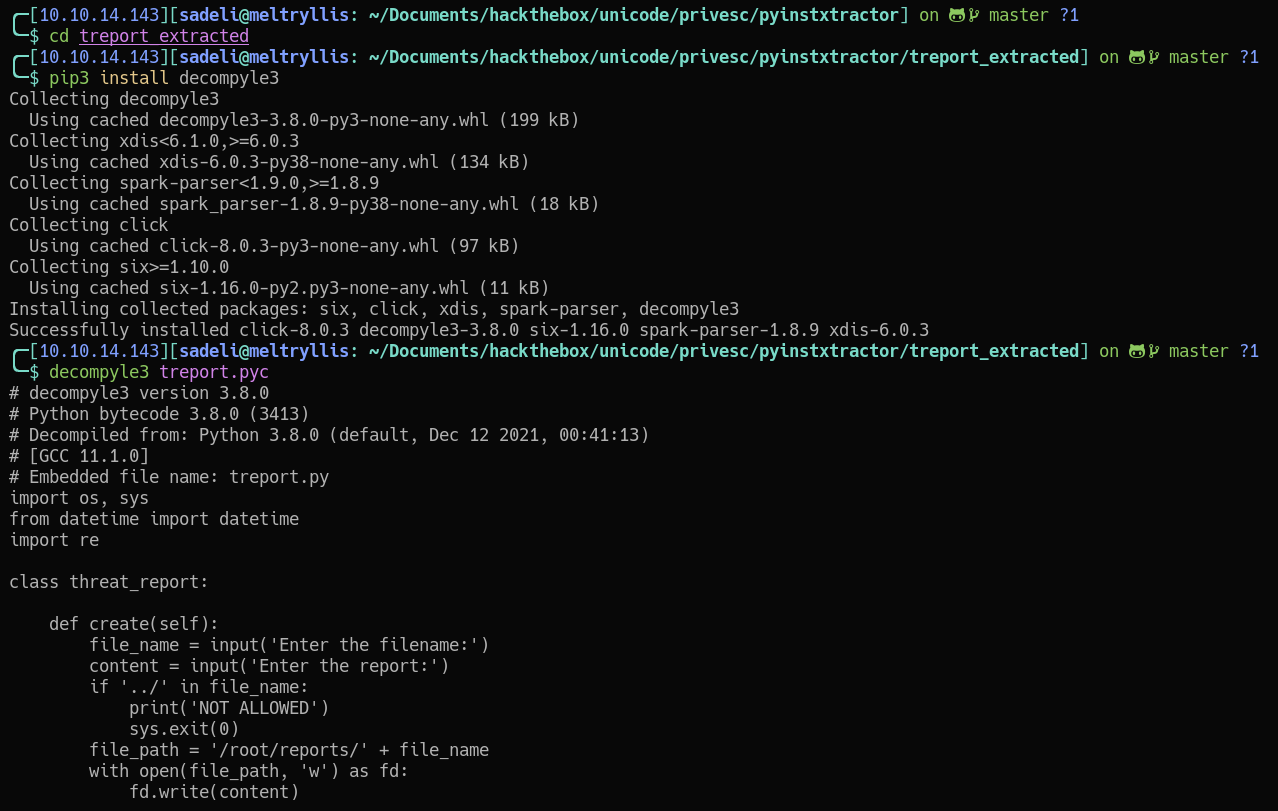 [10.10.14.143][sadeli@meltryllis: ~/Documents/hackthebox/unicode/privesc/pyinstxtractor] on master ?1
$ cd treport_extracted
[10.10.14.143][sadeli@meltryllis: ~/Documents/hackthebox/unicode/privesc/pyinstxtractor/treport_extracted] on master ?1
$ pip3 install decompyle3
Collecting decompyle3
  Using cached decompyle3-3.8.0-py3-none-any.whl (199 kB)
Collecting xdis<6.1.0,>=6.0.3
  Using cached xdis-6.0.3-py38-none-any.whl (134 kB)
Collecting spark-parser<1.9.0,>=1.8.9
  Using cached spark_parser-1.8.9-py38-none-any.whl (18 kB)
Collecting click
  Using cached click-8.0.3-py3-none-any.whl (97 kB)
Collecting six>=1.10.0
  Using cached six-1.16.0-py2.py3-none-any.whl (11 kB)
Installing collected packages: six, click, xdis, spark-parser, decompyle3
Successfully installed click-8.0.3 decompyle3-3.8.0 six-1.16.0 spark-parser-1.8.9 xdis-6.0.3
[10.10.14.143][sadeli@meltryllis: ~/Documents/hackthebox/unicode/privesc/pyinstxtractor/treport_extracted] on master ?1
$ decompyle3 treport.pyc
# decompyle3 version 3.8.0
# Python bytecode 3.8.0 (3413)
# Decompiled from: Python 3.8.0 (default, Dec 12 2021, 00:41:13)
# [GCC 11.1.0]
# Embedded file name: treport.py
import os, sys
from datetime import datetime
import re
class threat_report:
    def create(self):
        file_name = input('Enter the filename:')
        content = input('Enter the report:')
        if '../' in file_name:
            print('NOT ALLOWED')
            sys.exit(0)
        file_path = '/root/reports/' + file_name
        with open(file_path, 'w') as fd:
            fd.write(content)